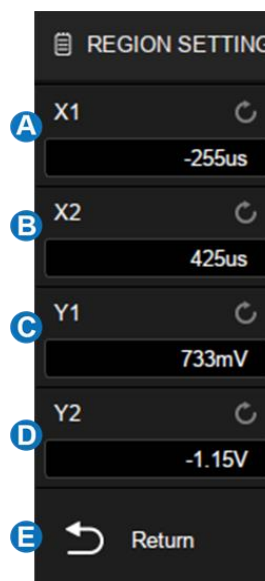 REGION SETTING
A
X1
-255us
B
X2
425us
C
Y1
733mV
D
Y2
-1.15V
E
Return